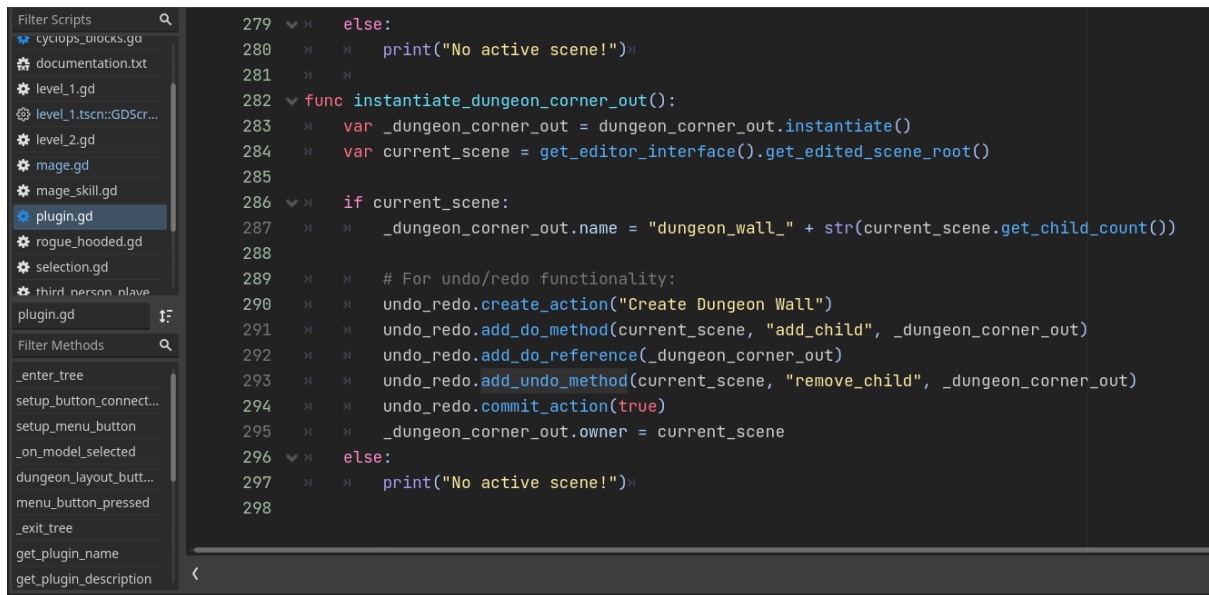 Filter Scripts
cyclops_blocks.gd
documentation.txt
level_1.gd
level_1.tscn::GDScr...
level_2.gd
mage.gd
mage_skill.gd
plugin.gd
rogue_hooded.gd
selection.gd
third_person_playe
plugin.gd
Filter Methods
_enter_tree
setup_button_connect...
setup_menu_button
_on_model_selected
dungeon_layout_butt...
menu_button_pressed
_exit_tree
get_plugin_name
get_plugin_description
279 else:
280 print("No active scene!")
281
282 func instantiate_dungeon_corner_out():
283 var _dungeon_corner_out = dungeon_corner_out.instantiate()
284 var current_scene = get_editor_interface().get_edited_scene_root()
285
286 if current_scene:
287 _dungeon_corner_out.name = "dungeon_wall_" + str(current_scene.get_child_count())
288
289 # For undo/redo functionality:
290 undo_redo.create_action("Create Dungeon Wall")
291 undo_redo.add_do_method(current_scene, "add_child", _dungeon_corner_out)
292 undo_redo.add_do_reference(_dungeon_corner_out)
293 undo_redo.add_undo_method(current_scene, "remove_child", _dungeon_corner_out)
294 undo_redo.commit_action(true)
295 _dungeon_corner_out.owner = current_scene
296 else:
297 print("No active scene!")
298